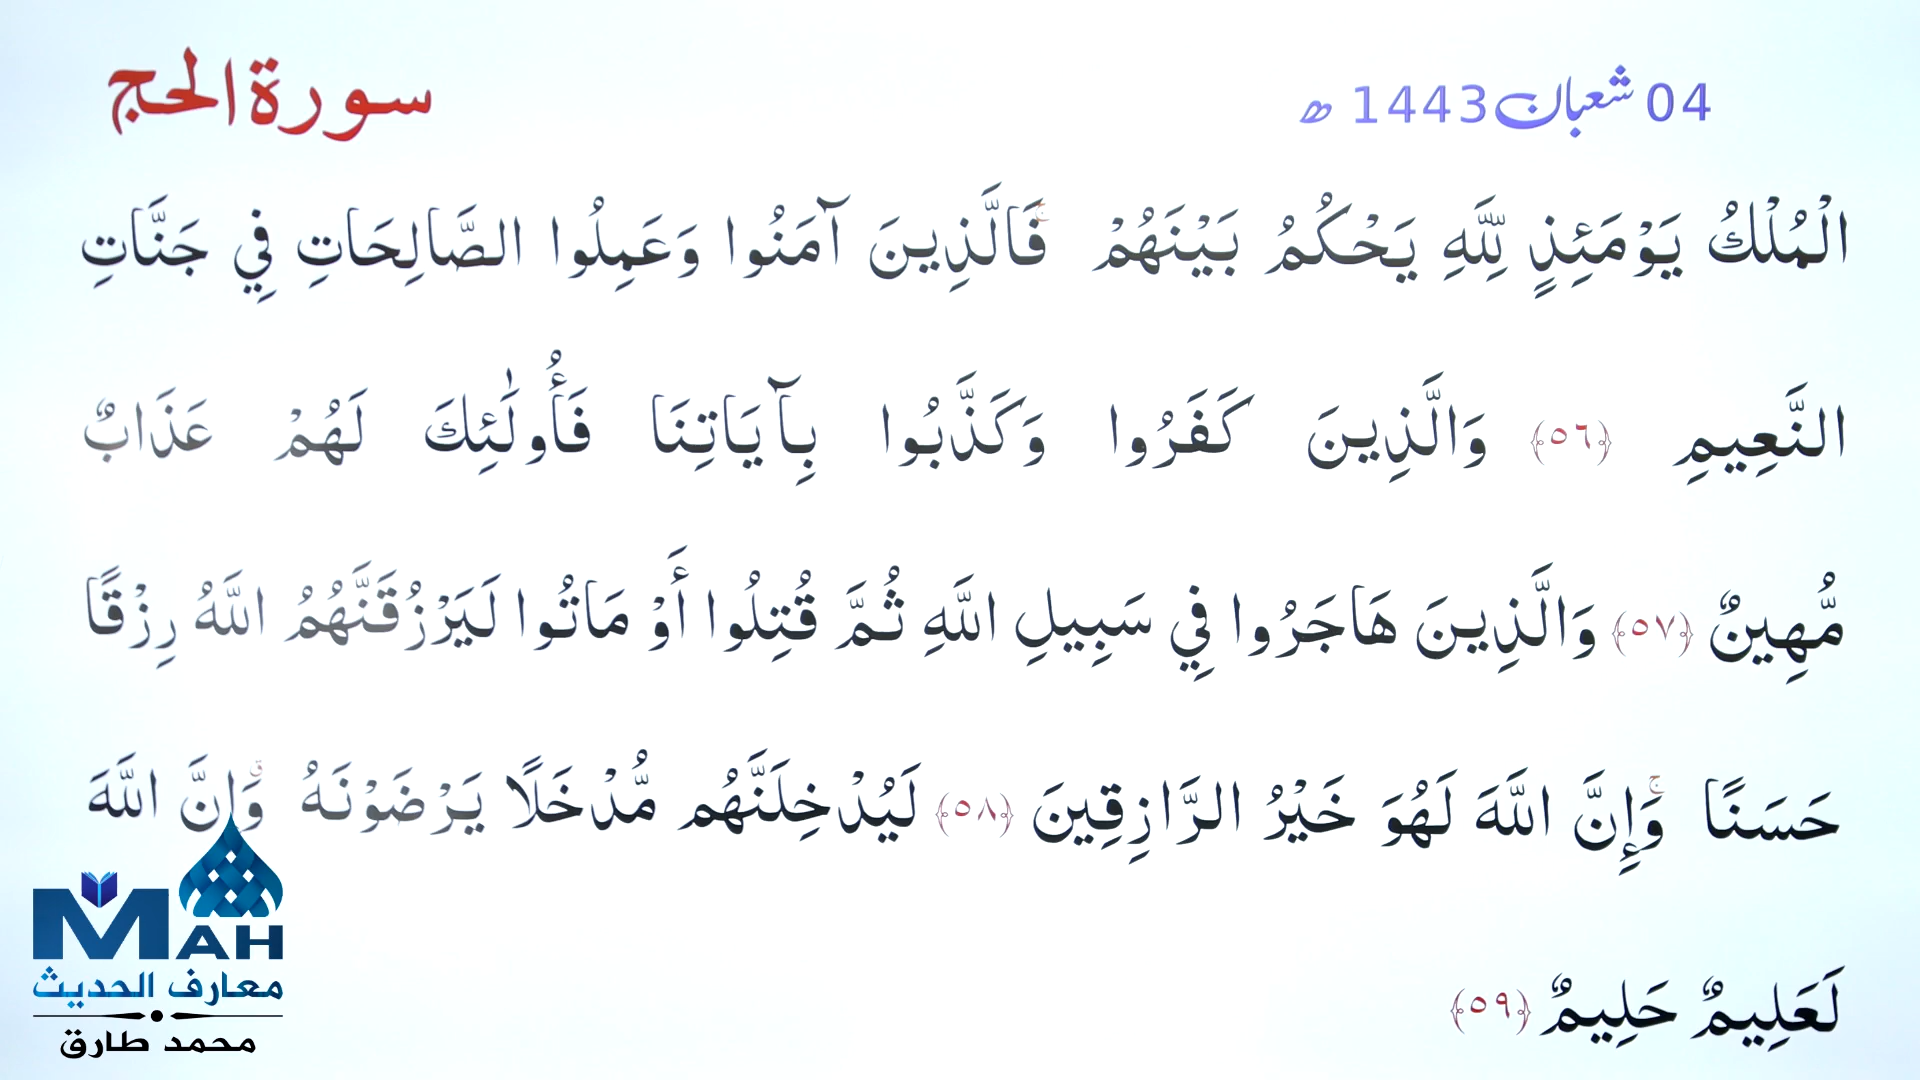 04 شعبان 1443 ھ
سورة الحج
الْمُلْكُ يَوْمَئِذٍ لِّلَّهِ يَحْكُمُ بَيْنَهُمْ ۚ فَالَّذِينَ آمَنُوا وَعَمِلُوا الصَّالِحَاتِ فِي جَنَّاتِ
النَّعِيمِ ﴿٥٦﴾ وَالَّذِينَ كَفَرُوا وَكَذَّبُوا بِآيَاتِنَا فَأُولَٰئِكَ لَهُمْ عَذَابٌ
مُّهِينٌ ﴿٥٧﴾ وَالَّذِينَ هَاجَرُوا فِي سَبِيلِ اللَّهِ ثُمَّ قُتِلُوا أَوْ مَاتُوا لَيَرْزُقَنَّهُمُ اللَّهُ رِزْقًا
حَسَنًا ۚ وَإِنَّ اللَّهَ لَهُوَ خَيْرُ الرَّازِقِينَ ﴿٥٨﴾ لَيُدْخِلَنَّهُم مُّدْخَلًا يَرْضَوْنَهُ ۗ وَإِنَّ اللَّهَ
لَعَلِيمٌ حَلِيمٌ ﴿٥٩﴾
MAH
معارف الحديث
محمد طارق